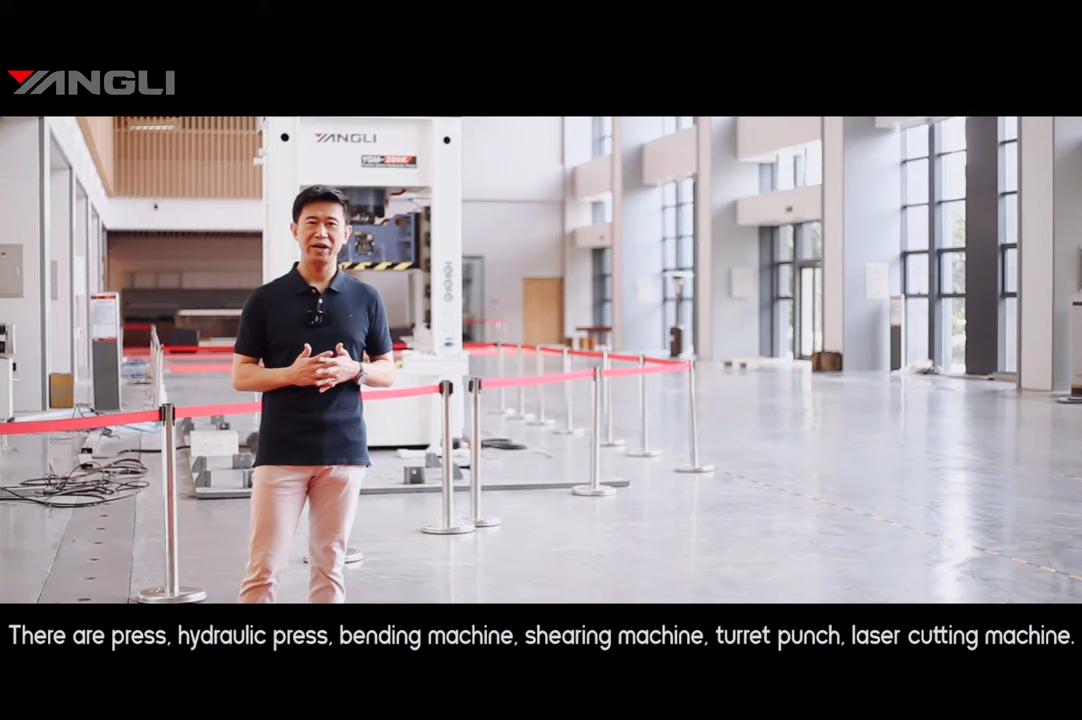 YANGLI
YANGLI
There are press, hydraulic press, bending machine, shearing machine, turret punch, laser cutting machine.